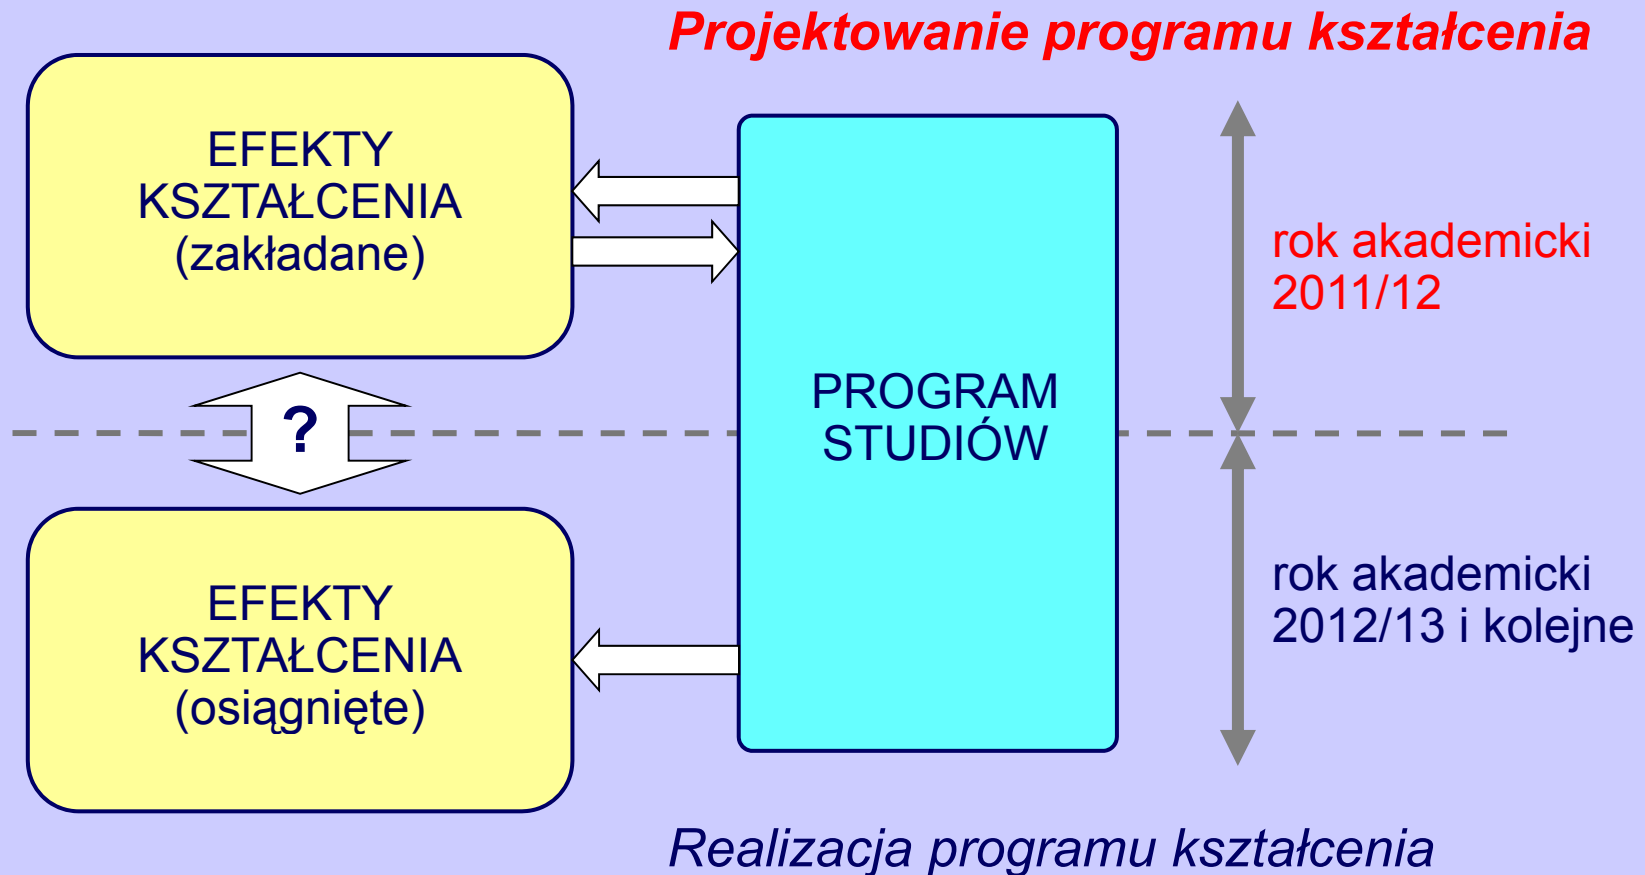 Projektowanie programu kształcenia
EFEKTY
KSZTAŁCENIA
(zakładane)
rok akademicki
2011/12
PROGRAM
STUDIÓW
?
EFEKTY
KSZTAŁCENIA
(osiągnięte)
rok akademicki
2012/13 i kolejne
Realizacja programu kształcenia